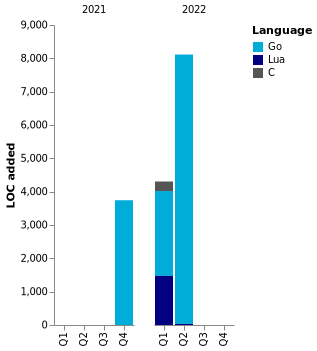 2021 2022
Language
Go
Lua
C
LOC added
9,000
8,000
7,000
6,000
5,000
4,000
3,000
2,000
1,000
0
Q1 Q2 Q3 Q4 Q1 Q2 Q3 Q4